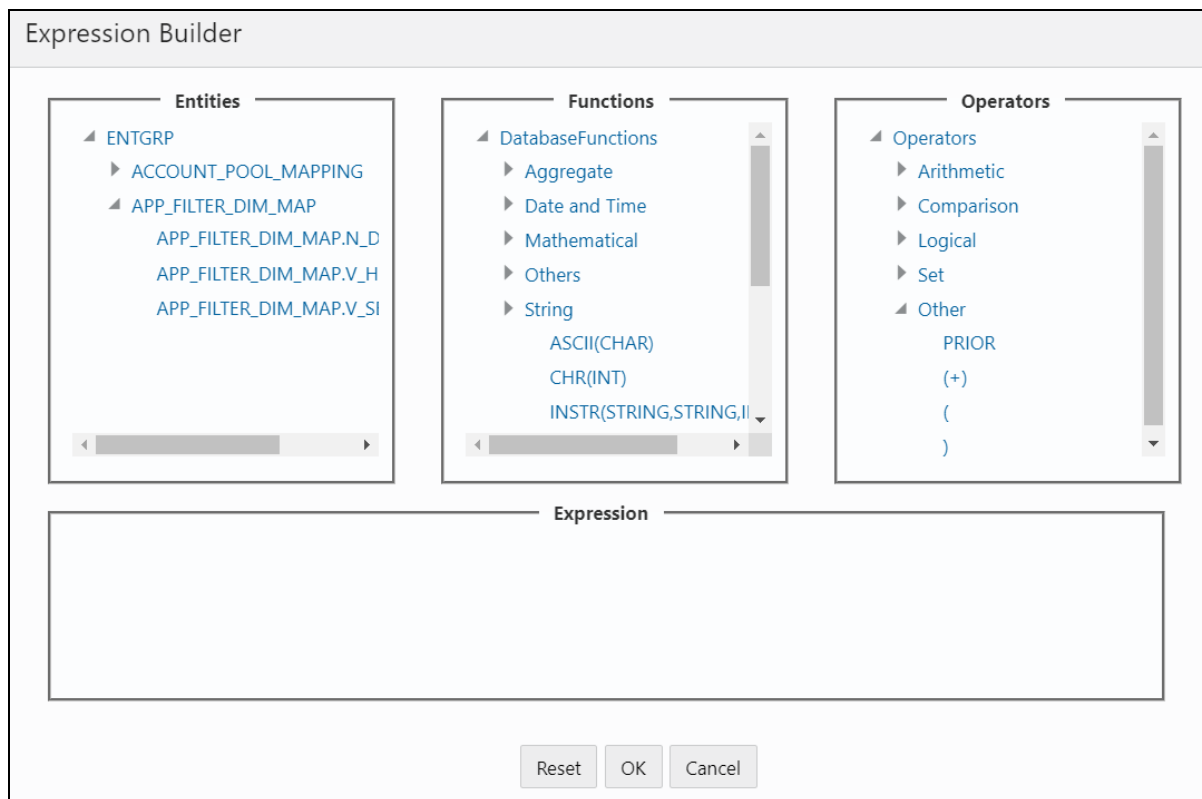 Expression Builder
Entities
ENTGRP
ACCOUNT_POOL_MAPPING
APP_FILTER_DIM_MAP
APP_FILTER_DIM_MAP.N_D
APP_FILTER_DIM_MAP.V_H
APP_FILTER_DIM_MAP.V_SI
Functions
DatabaseFunctions
Aggregate
Date and Time
Mathematical
Others
String
ASCII(CHAR)
CHR(INT)
INSTR(STRING,STRING,II
Operators
Operators
Arithmetic
Comparison
Logical
Set
Other
PRIOR
(+)
(
)
Expression
Reset
OK
Cancel